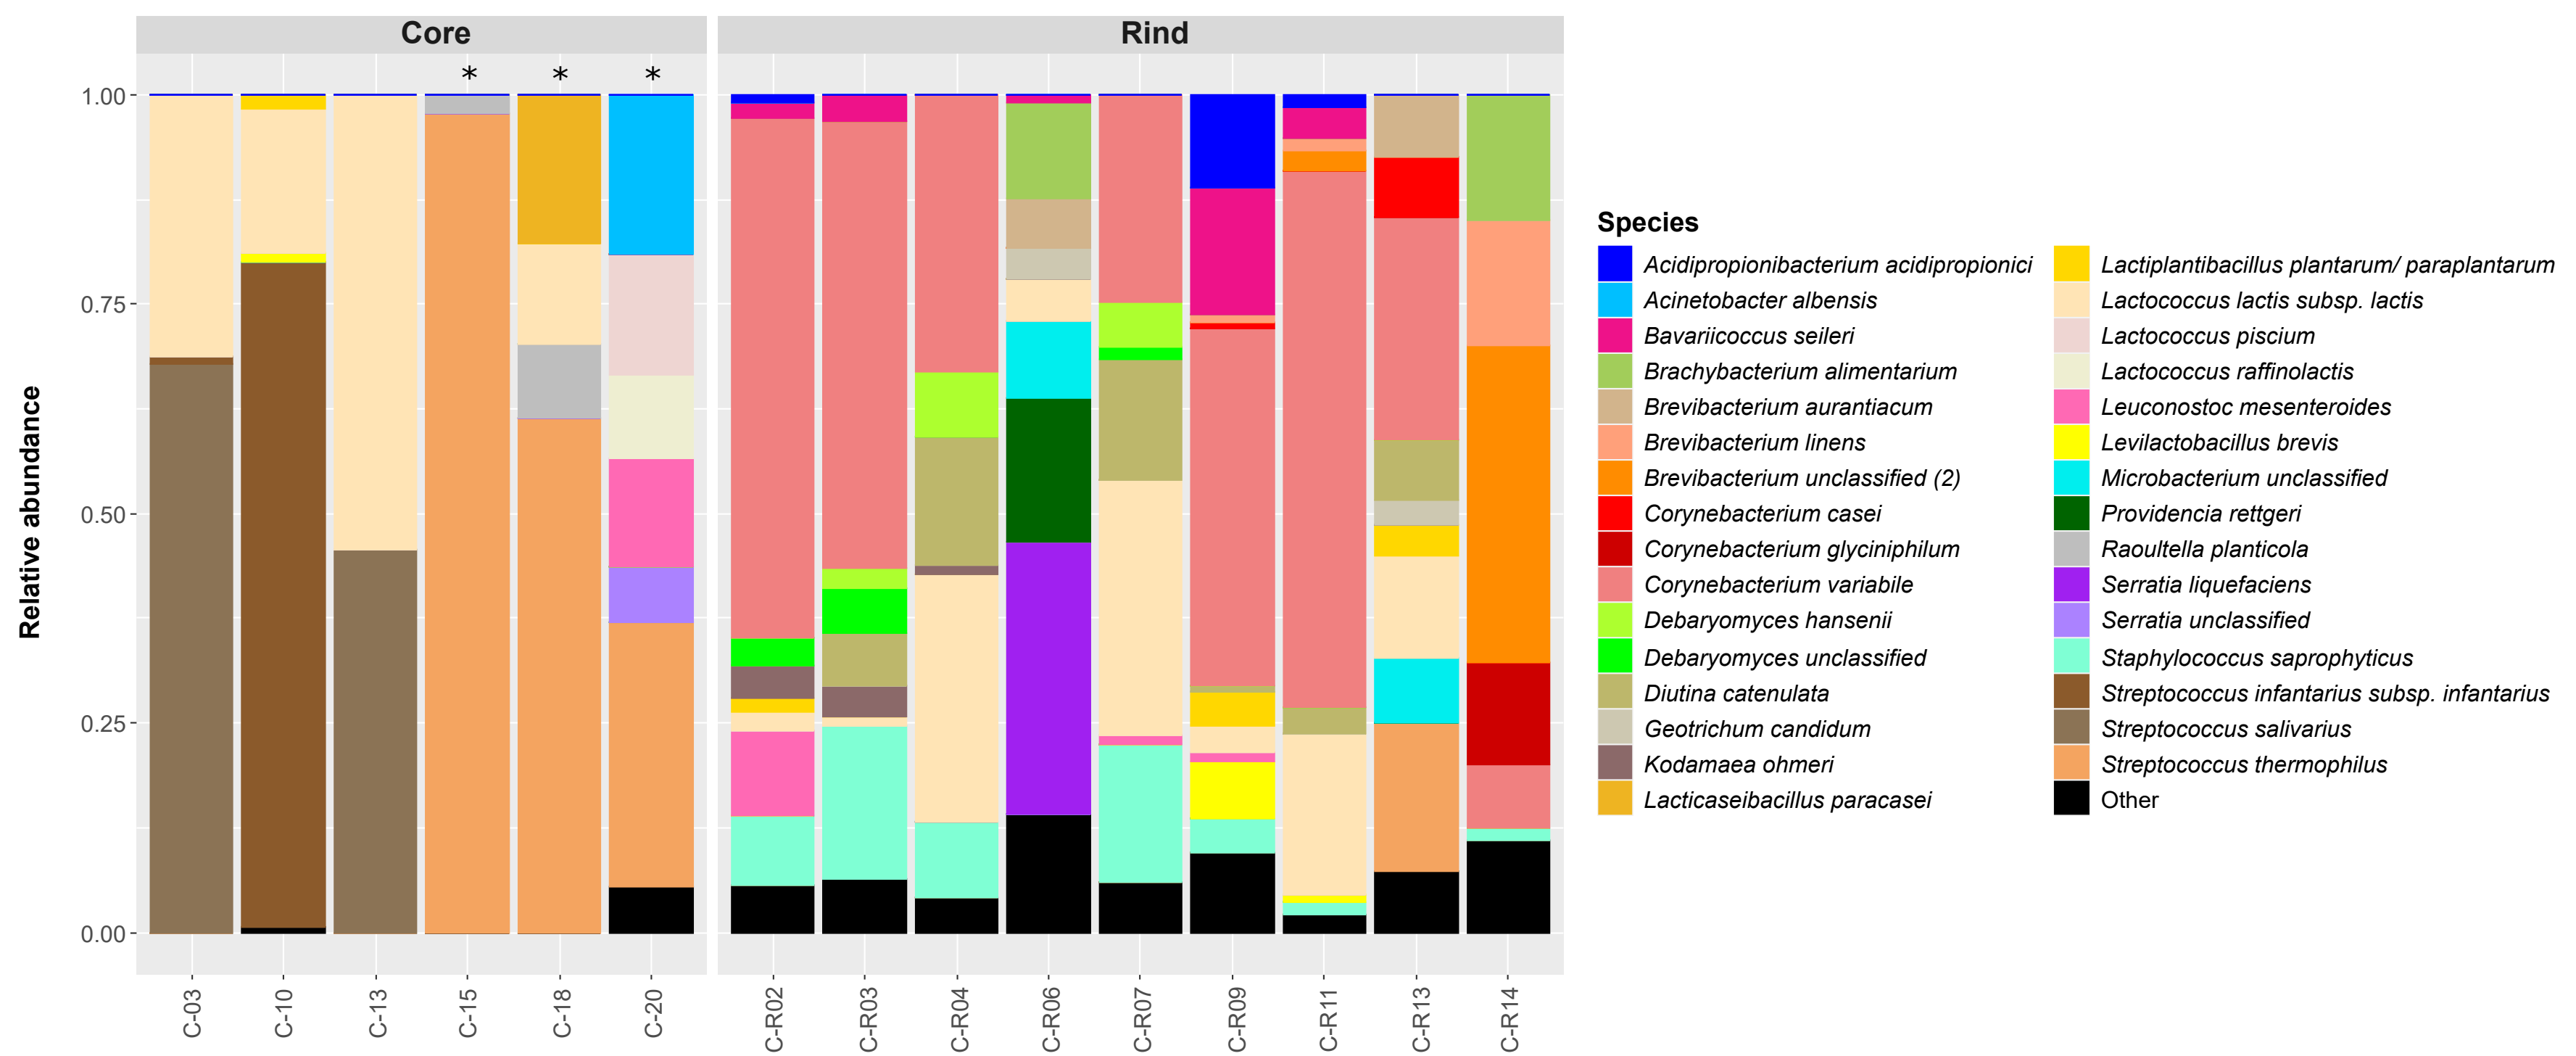 Core
Rind
* * *
Relative abundance
1.00
0.75
0.50
0.25
0.00
C-03
C-10
C-13
C-15
C-18
C-20
C-R02
C-R03
C-R04
C-R06
C-R07
C-R09
C-R11
C-R13
C-R14
Species
Acidipropionibacterium acidipropionici
Acinetobacter albensis
Bavariicoccus seileri
Brachybacterium alimentarium
Brevibacterium aurantiacum
Brevibacterium linens
Brevibacterium unclassified (2)
Corynebacterium casei
Corynebacterium glyciniphilum
Corynebacterium variabile
Debaryomyces hansenii
Debaryomyces unclassified
Diutina catenulata
Geotrichum candidum
Kodamaea ohmeri
Lacticaseibacillus paracasei
Lactiplantibacillus plantarum/ paraplantarum
Lactococcus lactis subsp. lactis
Lactococcus piscium
Lactococcus raffinolactis
Leuconostoc mesenteroides
Levilactobacillus brevis
Microbacterium unclassified
Providencia rettgeri
Raoultella planticola
Serratia liquefaciens
Serratia unclassified
Staphylococcus saprophyticus
Streptococcus infantarius subsp. infantarius
Streptococcus salivarius
Streptococcus thermophilus
Other